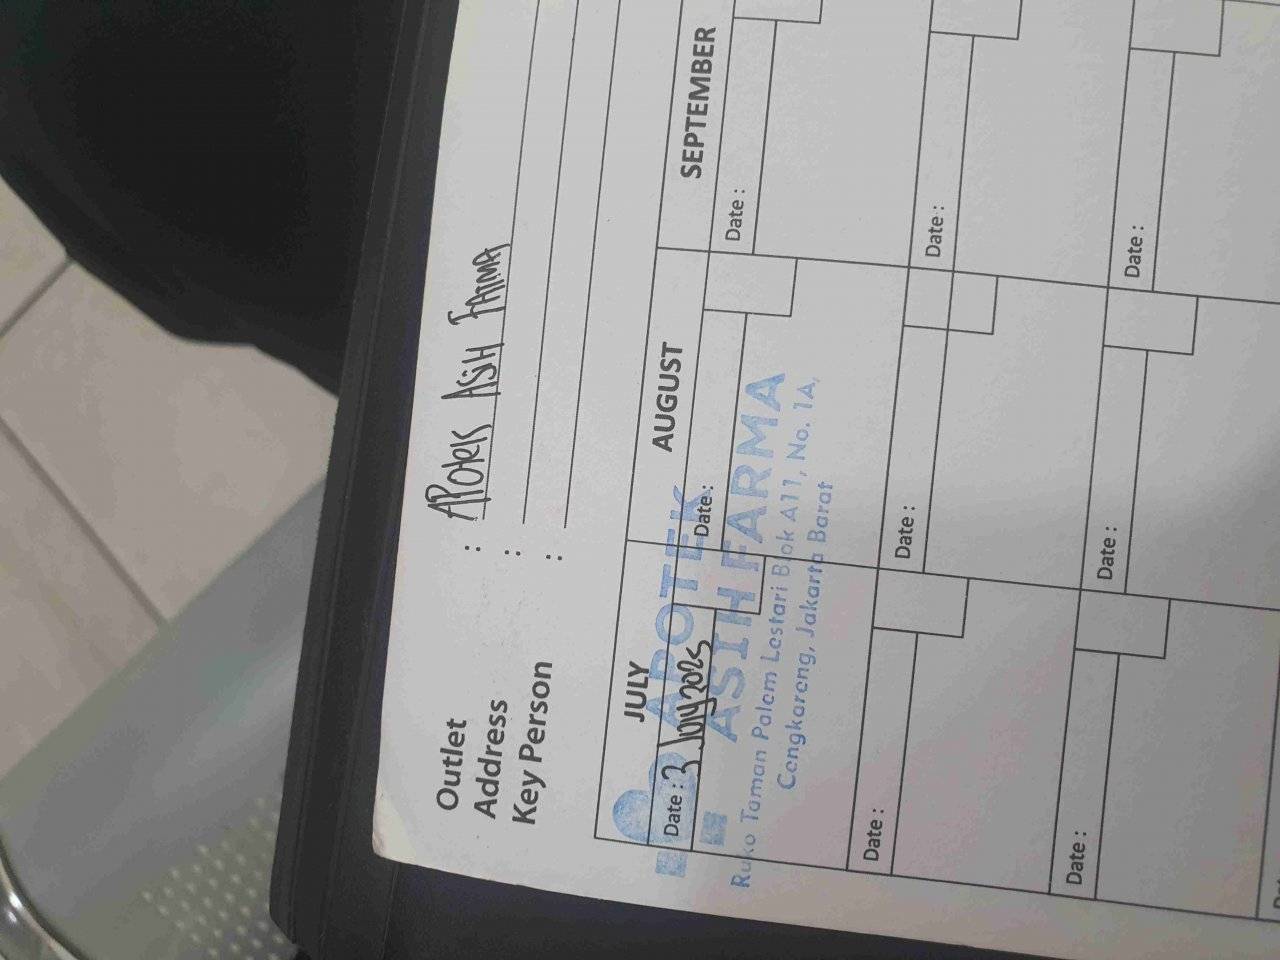 Outlet : APOTEK ASIH FATMA
Address :
Key Person :
JULY AUGUST SEPTEMBER
Date : 3 July 2025 Date : Date :
APOTEK
ASIH FARMA
Ruko Taman Palem Lestari Blok A11, No. 1A,
Cengkareng, Jakarta Barat
Date : Date : Date :
Date : Date : Date :